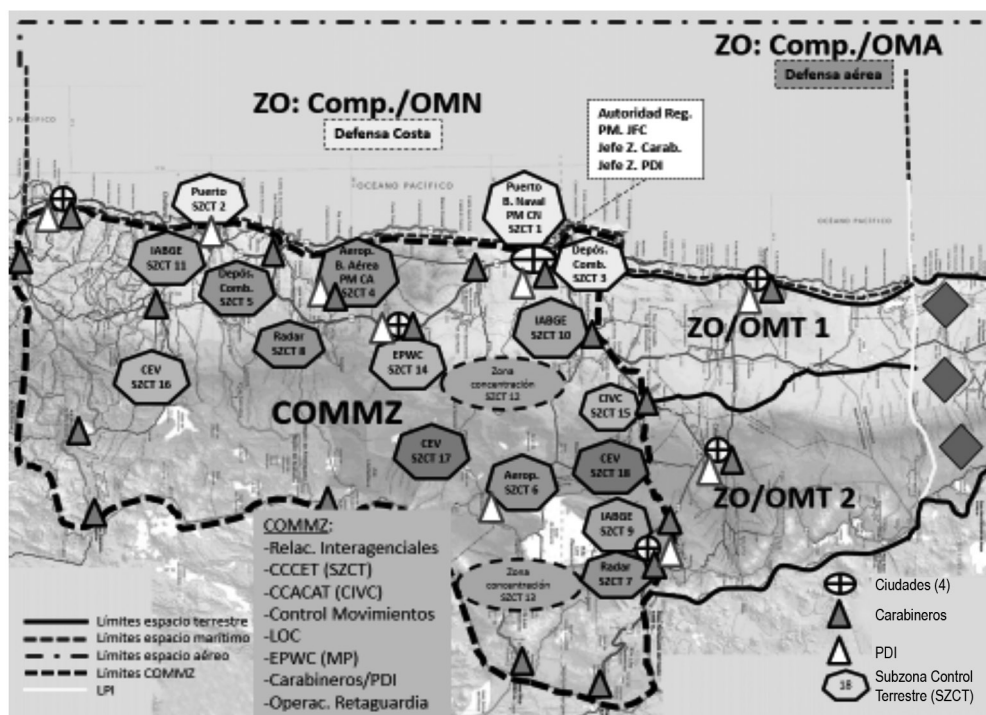 ZO: Comp./OMA
Defensa aérea
ZO: Comp./OMN
Defensa Costa
Autoridad Reg.
PM. JFC
Jefe Z. Carab.
Jefe Z. PDI
OCEANO PACÍFICO
OCÉANO PACÍFICO
Puerto
SZCT 2
Puerto
B. Naval
PM CN
SZCT 1
IABGE
SZCT 11
Depós.
Comb.
SZCT 5
Aerop.
B. Aérea
PM CA
SZCT 4
Depós.
Comb.
SZCT 3
Radar
SZCT 8
IABGE
SZCT 10
ZO/OMT 1
EPWC
SZCT 14
CEV
SZCT 16
Zona
concentración
SZCT 12
COMMZ
CIVC
SZCT 15
CEV
SZCT 17
Aerop.
SZCT 6
CEV
SZCT 18
ZO/OMT 2
IABGE
SZCT 9
Zona
concentración
SZCT 13
Radar
SZCT 7
COMMZ:
-Relac. Interagenciales
-CCCET (SZCT)
-CCACAT (CIVC)
-Control Movimientos
-LOC
-EPWC (MP)
-Carabineros/PDI
-Operac. Retaguardia
Límites espacio terrestre
Límites espacio marítimo
Límites espacio aéreo
Límites COMMZ
LPI
Ciudades (4)
Carabineros
PDI
18
Subzona Control
Terrestre (SZCT)